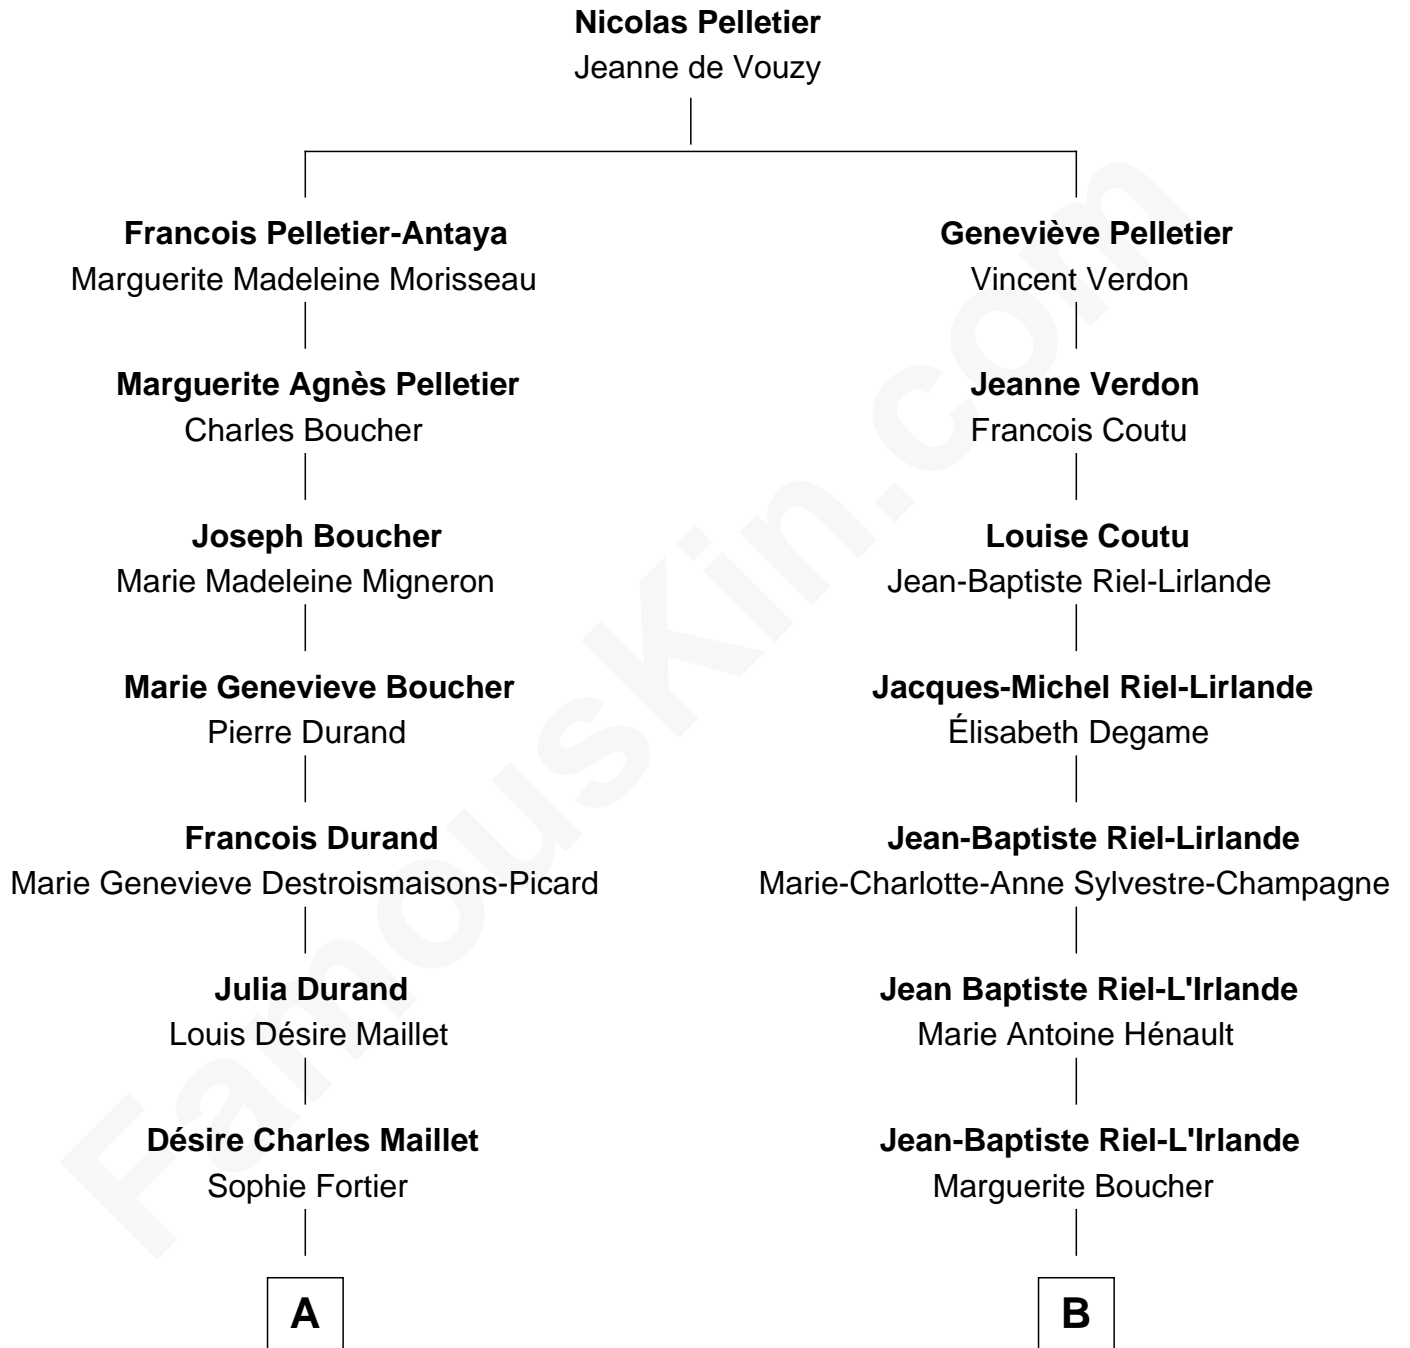 Nicolas Pelletier
Jeanne de Vouzy
Francois Pelletier-Antaya
Marguerite Madeleine Morisseau
Geneviève Pelletier
Vincent Verdon
Marguerite Agnès Pelletier
Charles Boucher
Jeanne Verdon
Francois Coutu
Joseph Boucher
Marie Madeleine Migneron
Louise Coutu
Jean-Baptiste Riel-Lirlande
Marie Genevieve Boucher
Pierre Durand
Jacques-Michel Riel-Lirlande
Élisabeth Degame
Francois Durand
Marie Genevieve Destroismaisons-Picard
Jean-Baptiste Riel-Lirlande
Marie-Charlotte-Anne Sylvestre-Champagne
Julia Durand
Louis Désire Maillet
Jean Baptiste Riel-L'Irlande
Marie Antoine Hénault
Désire Charles Maillet
Sophie Fortier
Jean-Baptiste Riel-L'Irlande
Marguerite Boucher
A
B
FamousKin.com